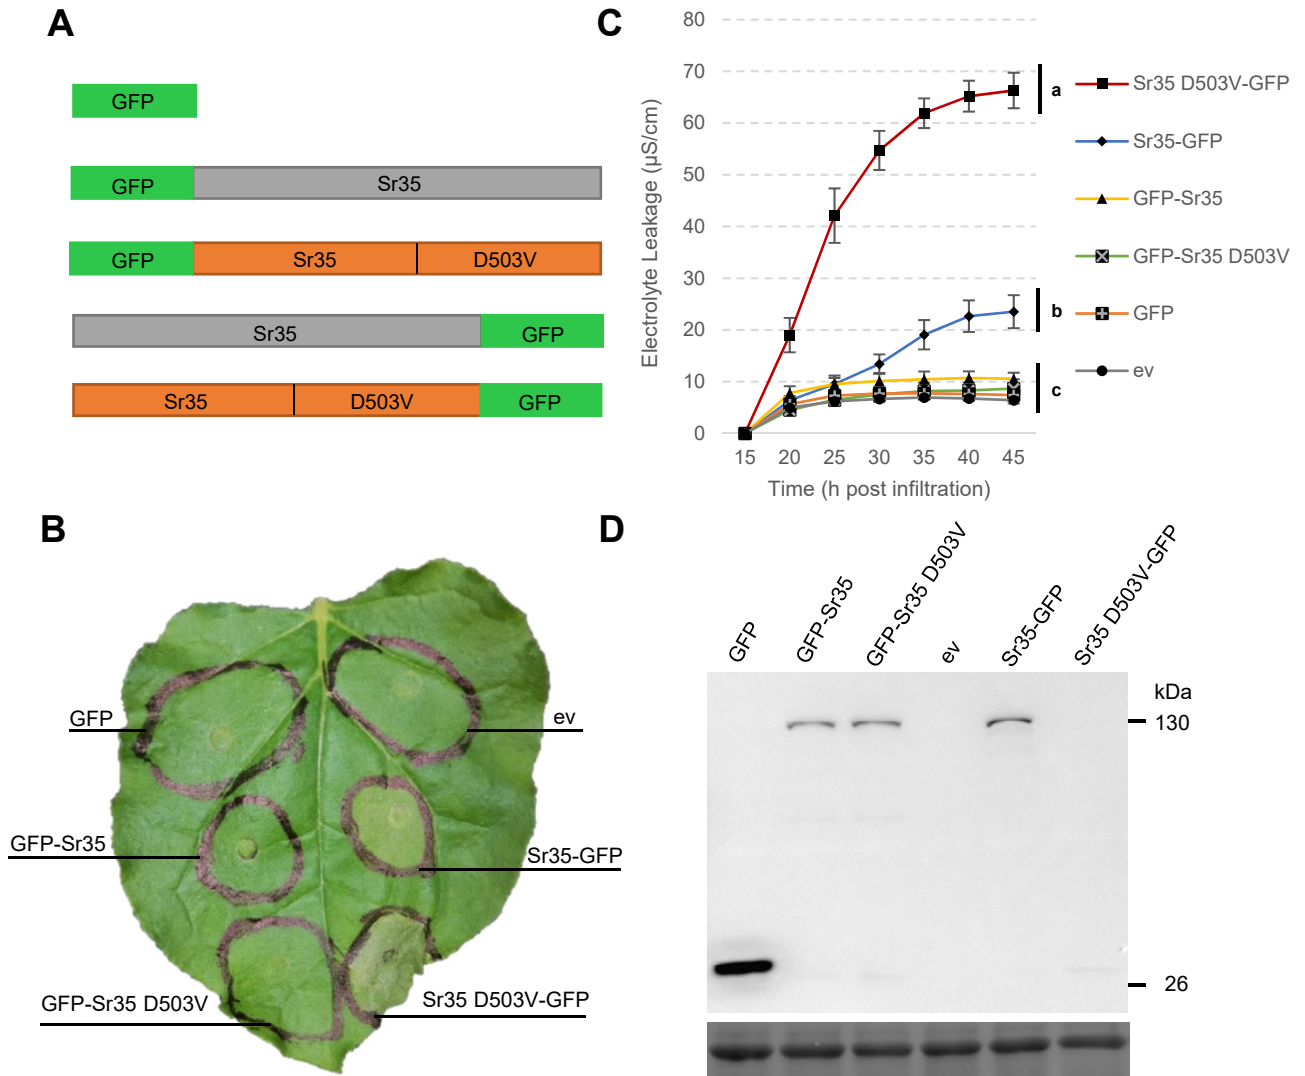 A
GFP
GFP
Sr35
GFP
Sr35
D503V
Sr35
GFP
Sr35
D503V
GFP
C
80
70
60
50
40
30
20
10
0
15 20 25 30 35 40 45
Electrolyte Leakage (µS/cm)
Time (h post infiltration)
a
b
c
Sr35 D503V-GFP
Sr35-GFP
GFP-Sr35
GFP-Sr35 D503V
GFP
ev
B
GFP
ev
GFP-Sr35
Sr35-GFP
GFP-Sr35 D503V
Sr35 D503V-GFP
D
GFP
GFP-Sr35
GFP-Sr35 D503V
ev
Sr35-GFP
Sr35 D503V-GFP
kDa
130
26